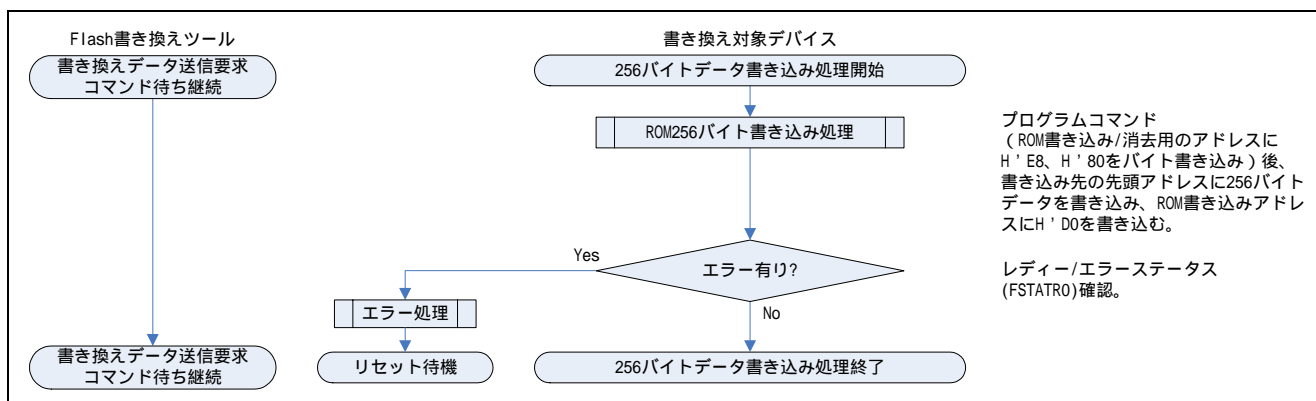 Flash書き換えツール
書き換えデータ送信要求
コマンド待ち継続
書き換えデータ送信要求
コマンド待ち継続
書き換え対象デバイス
256バイトデータ書き込み処理開始
ROM256バイト書き込み処理
エラー有り?
Yes
No
エラー処理
リセット待機
256バイトデータ書き込み処理終了
プログラムコマンド
(ROM書き込み/消去用のアドレスに
H'E8、H'80をバイト書き込み)後、
書き込み先の先頭アドレスに256バイト
データを書き込み、ROM書き込みアドレ
スにH'D0を書き込む。
レディー/エラーステータス
(FSTATR0)確認。